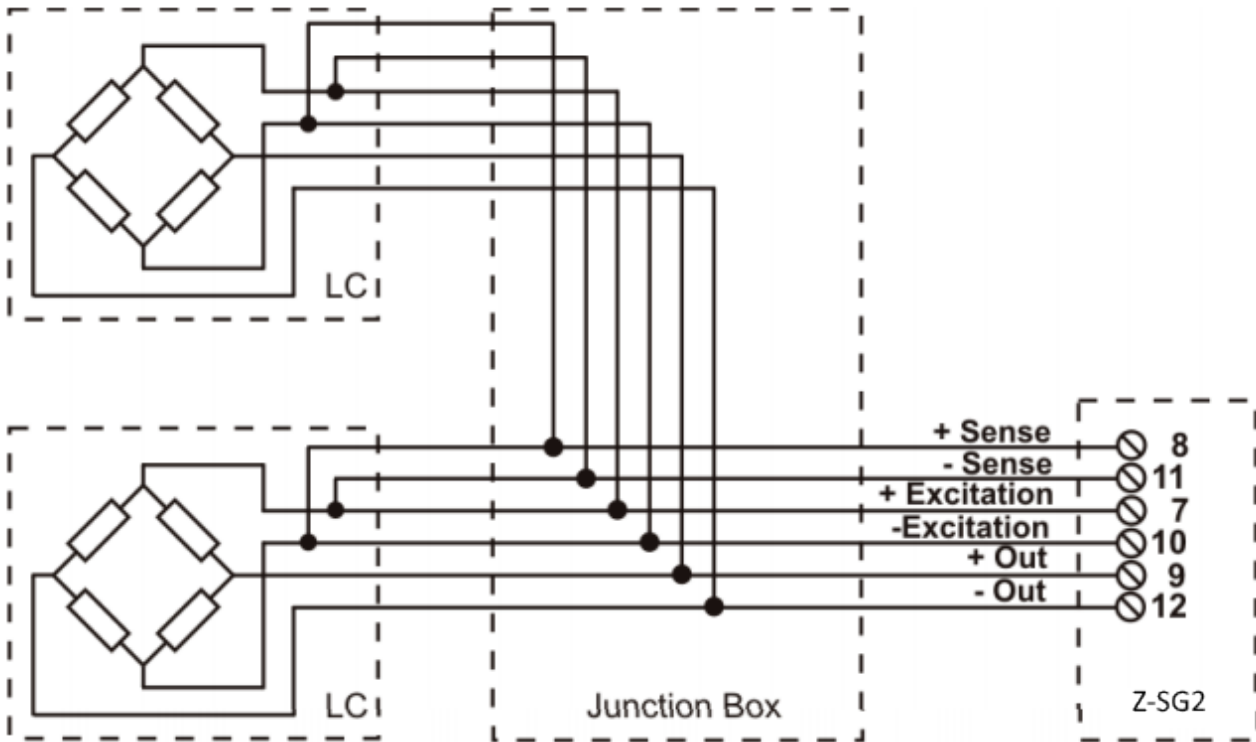 LC
+ Sense 8
- Sense 11
+ Excitation 7
-Excitation 10
+ Out 9
- Out 12
LC
Junction Box
Z-SG2